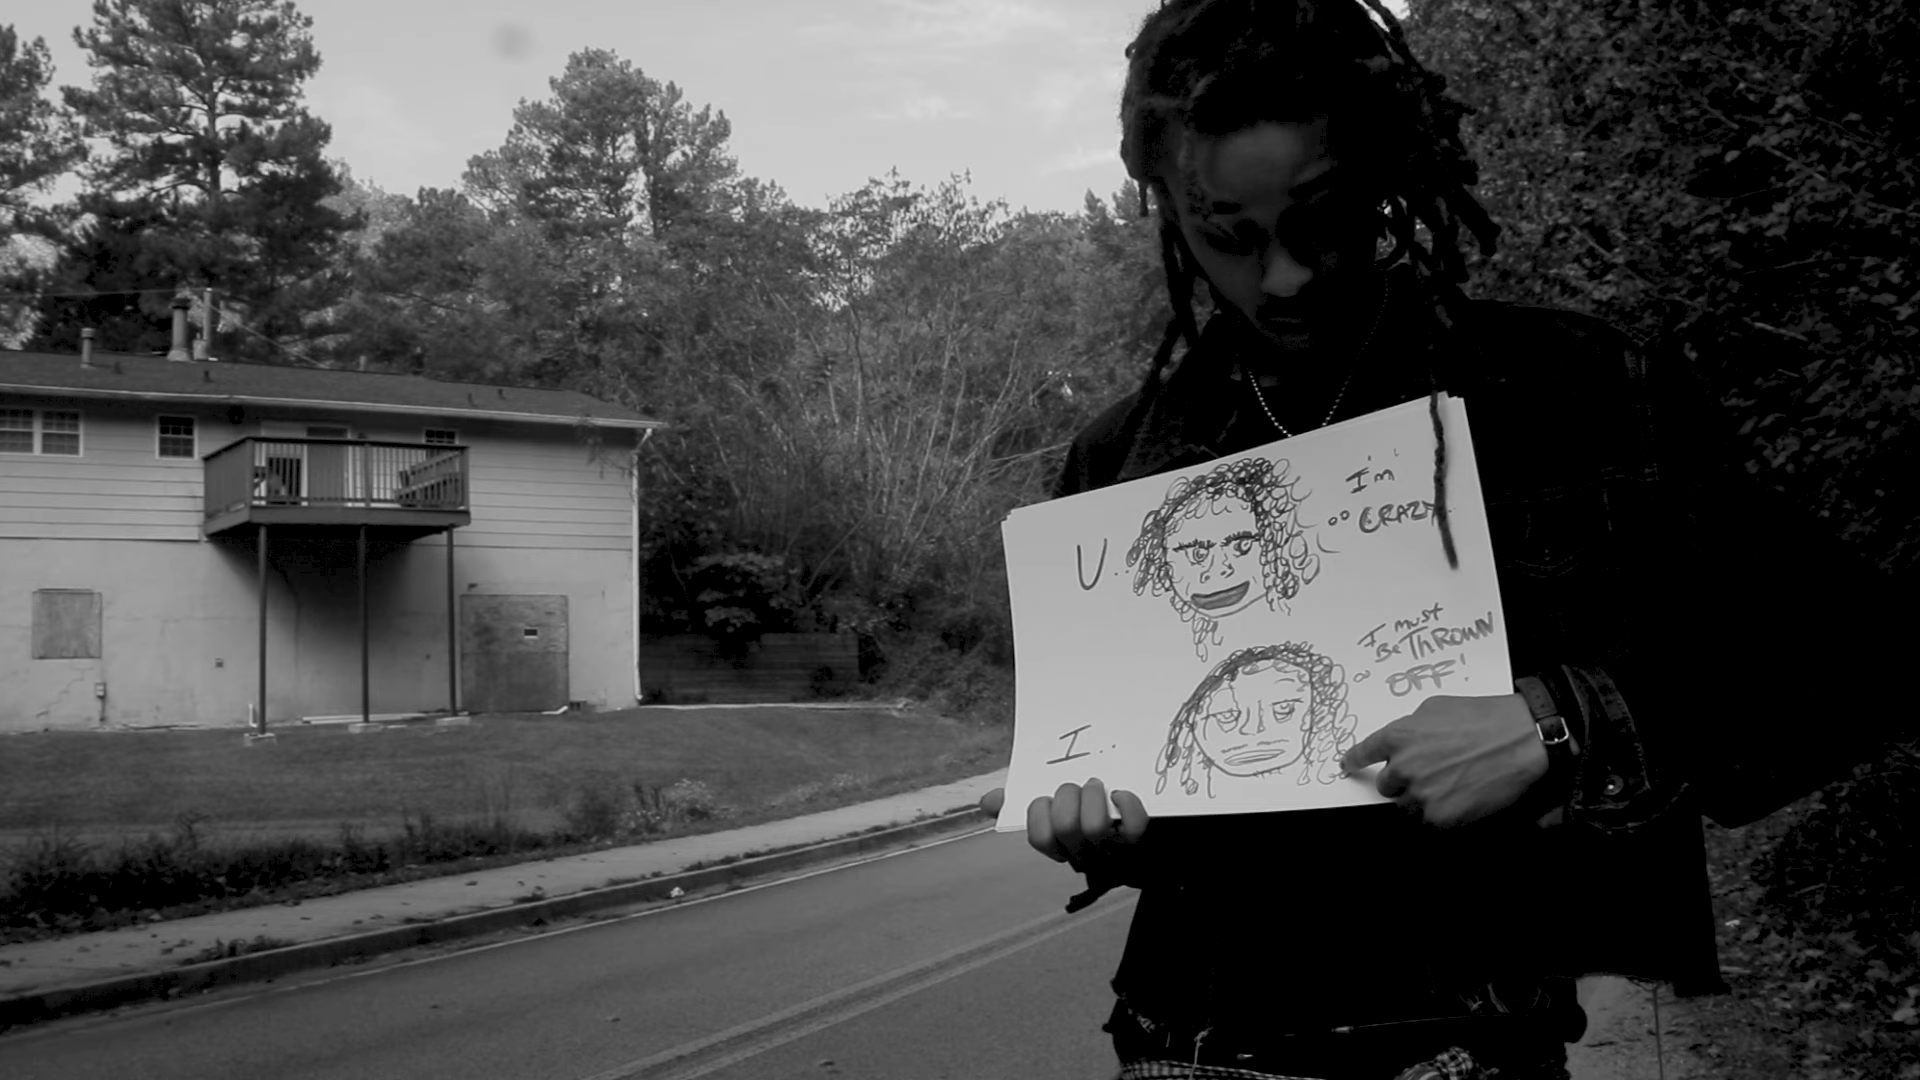 U..
I'm
CRAZY
I..
I must
Be ThROWN
OFF!